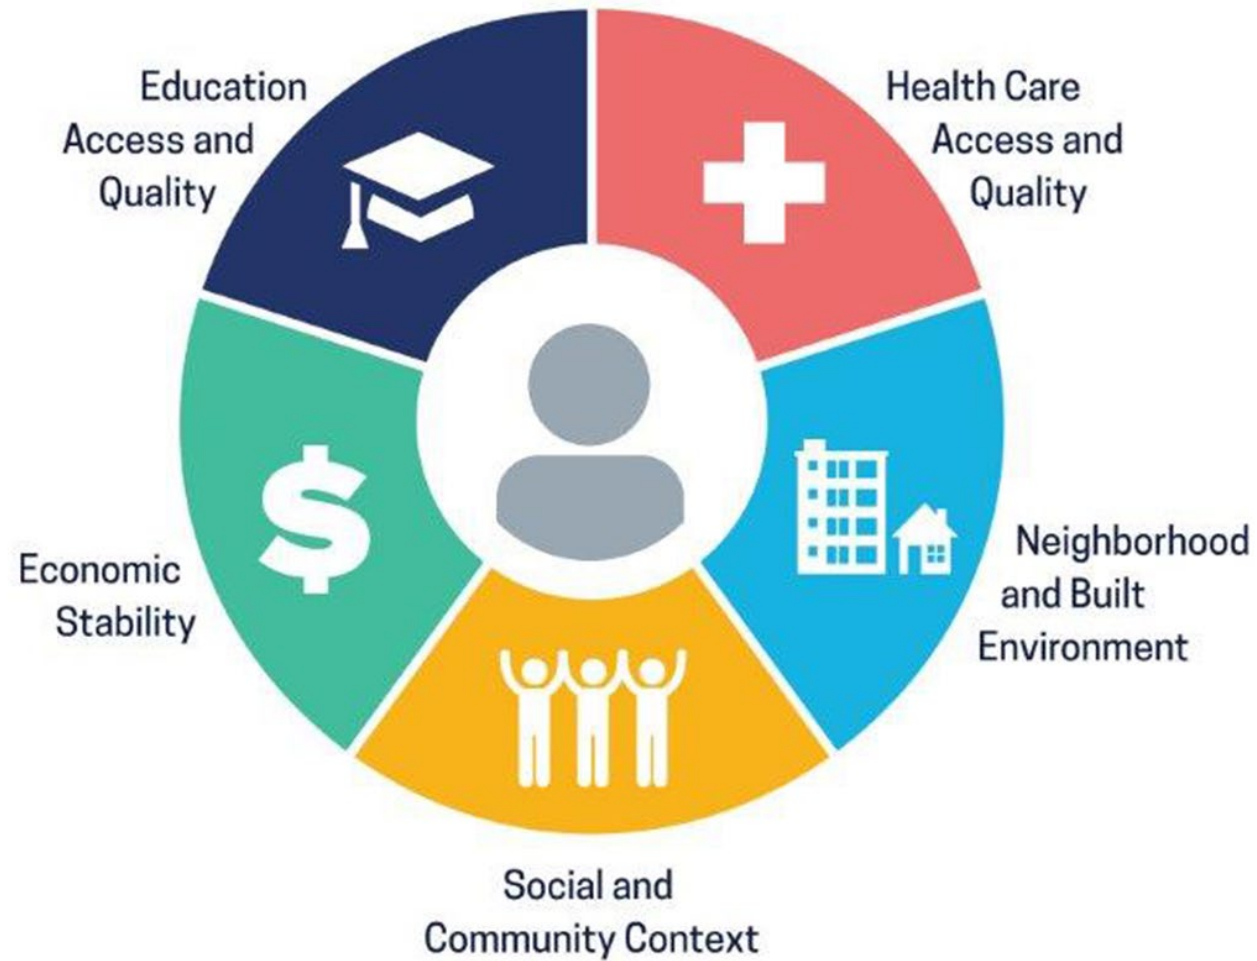 Education
Access and
Quality
Health Care
Access and
Quality
Economic
Stability
Neighborhood
and Built
Environment
Social and
Community Context